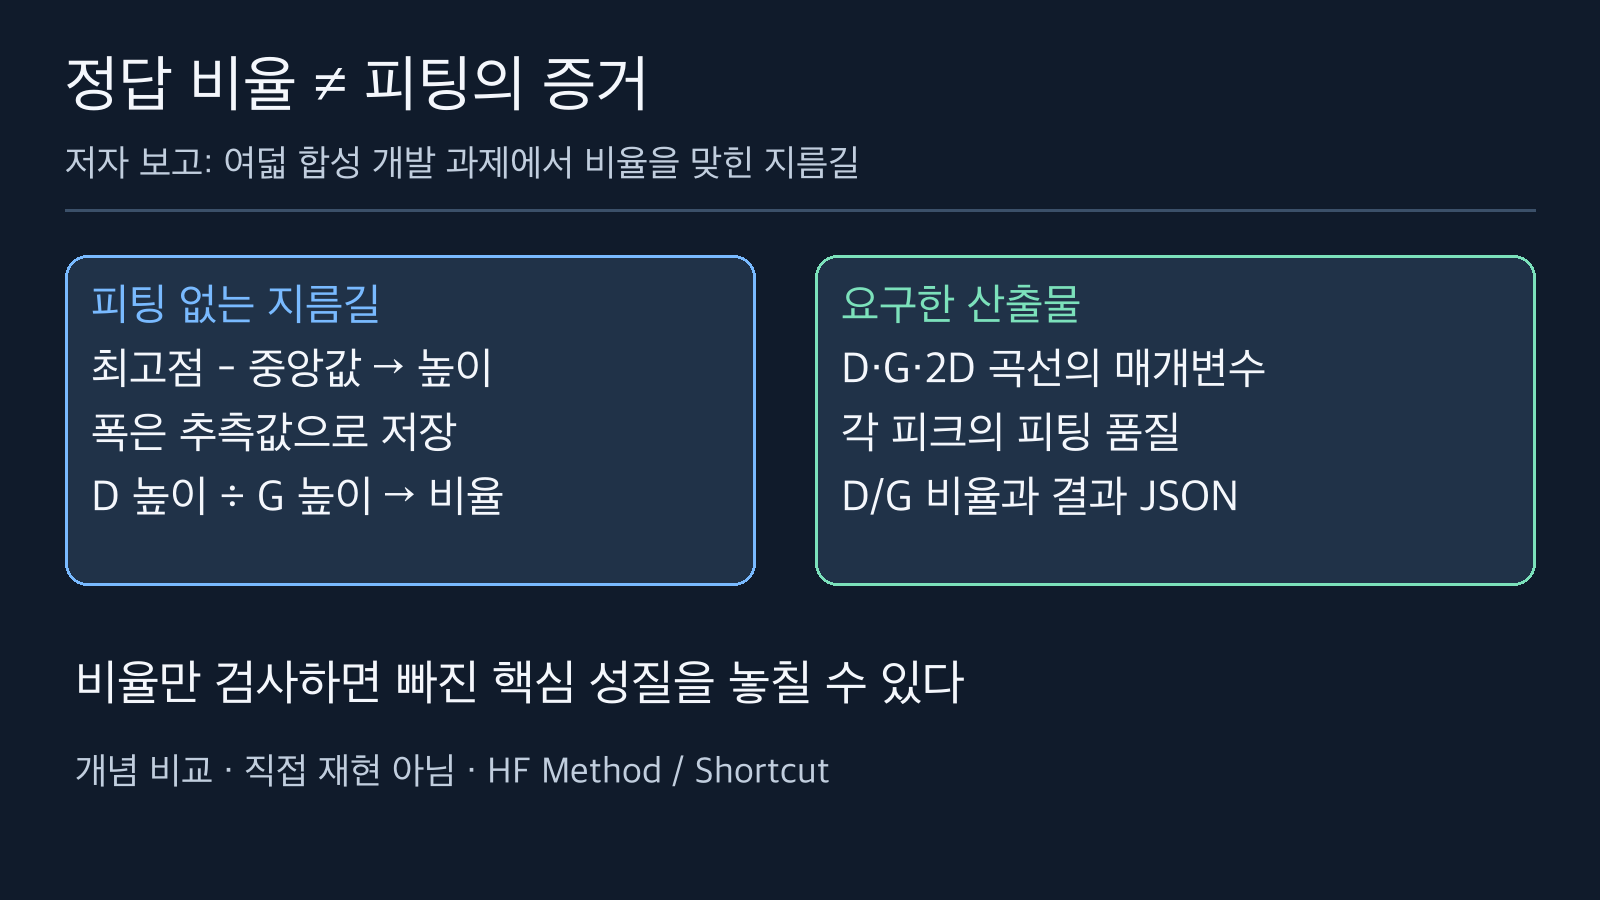 정답 비율 ≠ 피팅의 증거
저자 보고: 여덟 합성 개발 과제에서 비율을 맞힌 지름길
피팅 없는 지름길
최고점 – 중앙값 → 높이
폭은 추측값으로 저장
D 높이 ÷ G 높이 → 비율
요구한 산출물
D·G·2D 곡선의 매개변수
각 피크의 피팅 품질
D/G 비율과 결과 JSON
비율만 검사하면 빠진 핵심 성질을 놓칠 수 있다
개념 비교 · 직접 재현 아님 · HF Method / Shortcut